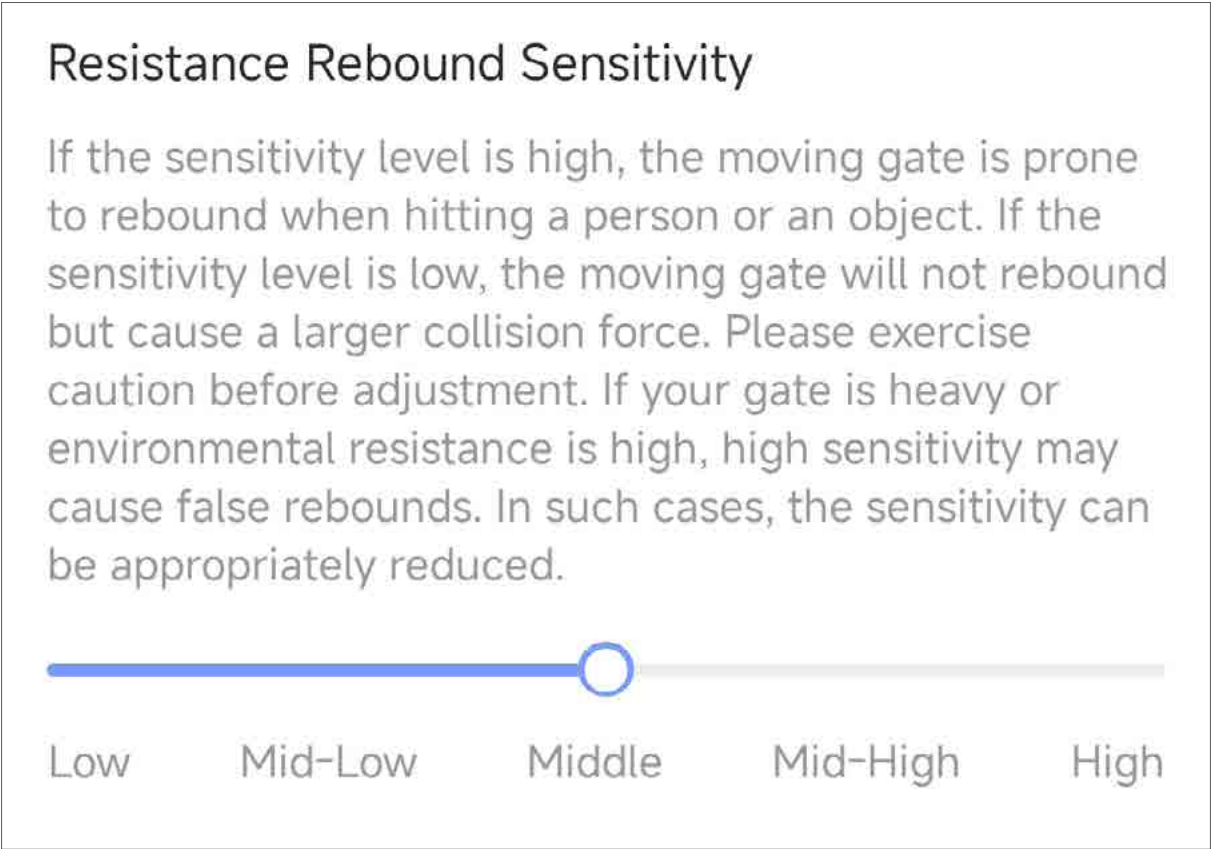 Resistance Rebound Sensitivity
If the sensitivity level is high, the moving gate is prone
to rebound when hitting a person or an object. If the
sensitivity level is low, the moving gate will not rebound
but cause a larger collision force. Please exercise
caution before adjustment. If your gate is heavy or
environmental resistance is high, high sensitivity may
cause false rebounds. In such cases, the sensitivity can
be appropriately reduced.
Low Mid-Low Middle Mid-High High